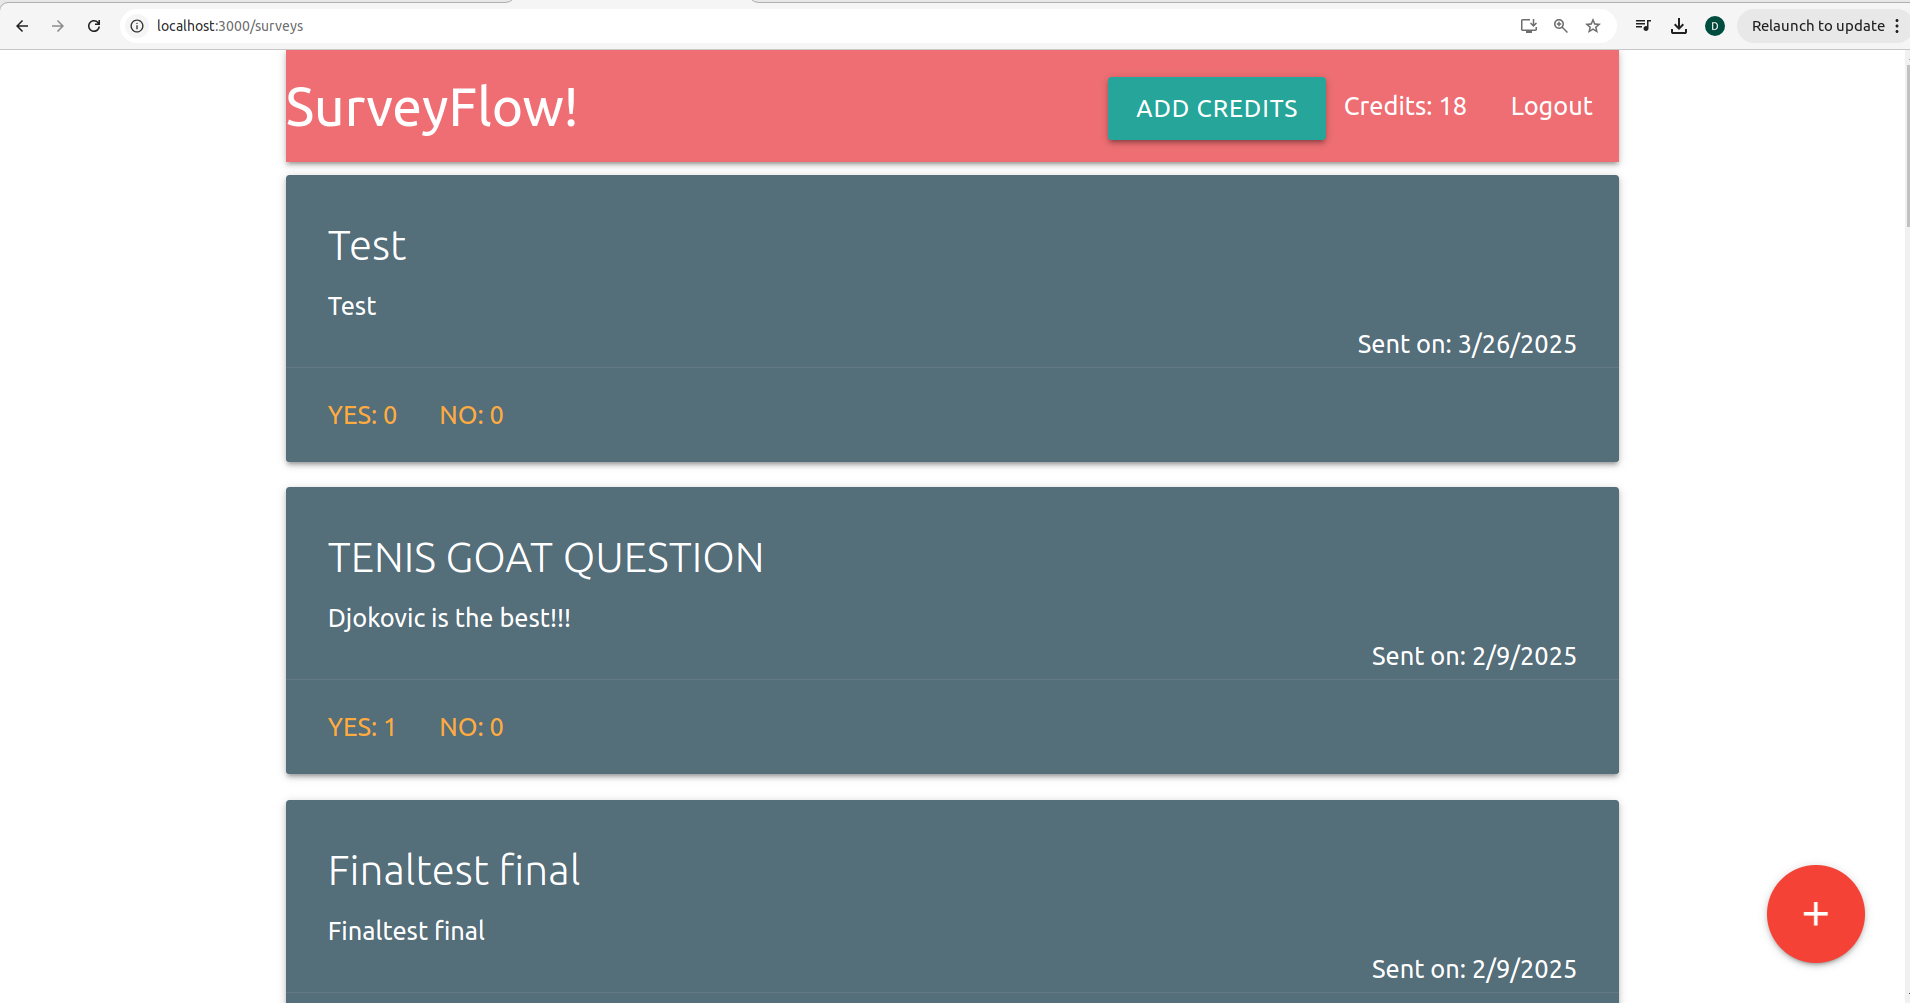 localhost:3000/surveys
D
Relaunch to update
SurveyFlow!
ADD CREDITS
Credits: 18
Logout
Test
Test
Sent on: 3/26/2025
YES: 0 NO: 0
TENIS GOAT QUESTION
Djokovic is the best!!!
Sent on: 2/9/2025
YES: 1 NO: 0
Finaltest final
Finaltest final
Sent on: 2/9/2025
+